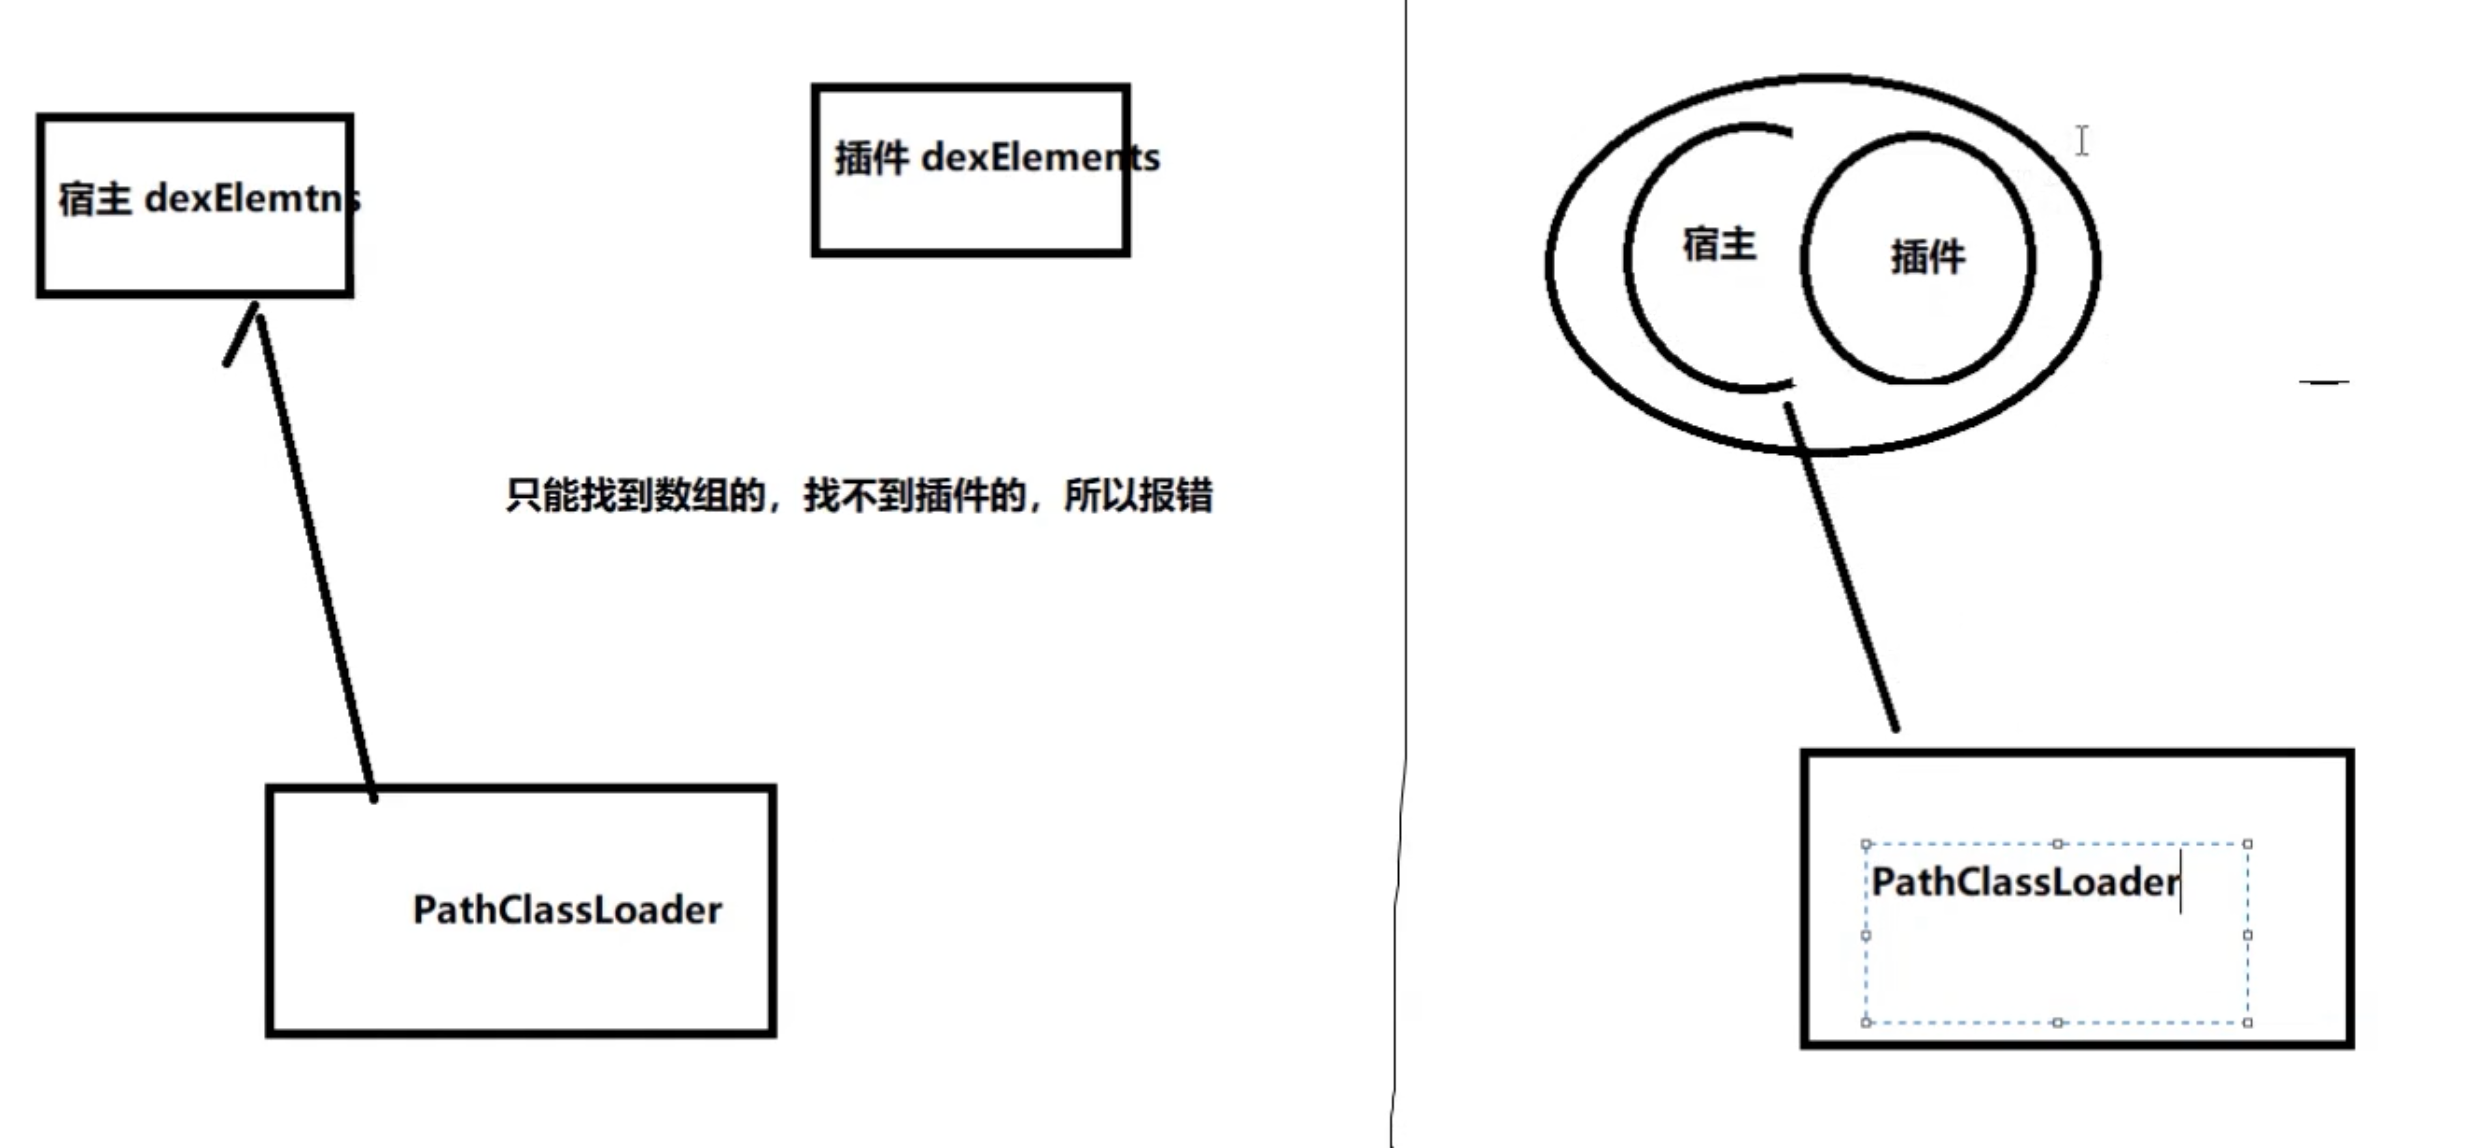 宿主 dexElemtns
插件 dexElements
只能找到数组的，找不到插件的，所以报错
PathClassLoader
宿主
插件
PathClassLoader